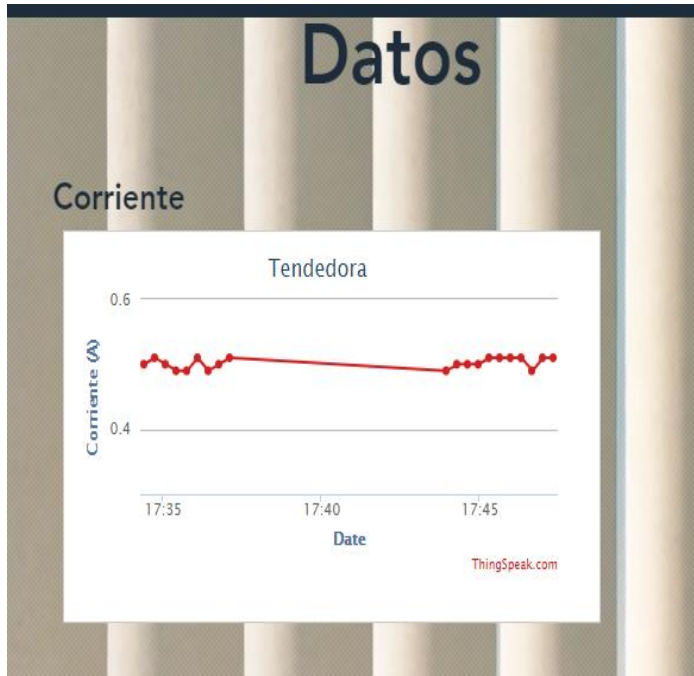 Datos
Corriente
Tendedora
0.6
Corriente (A)
0.4
17:35 17:40 17:45
Date
ThingSpeak.com